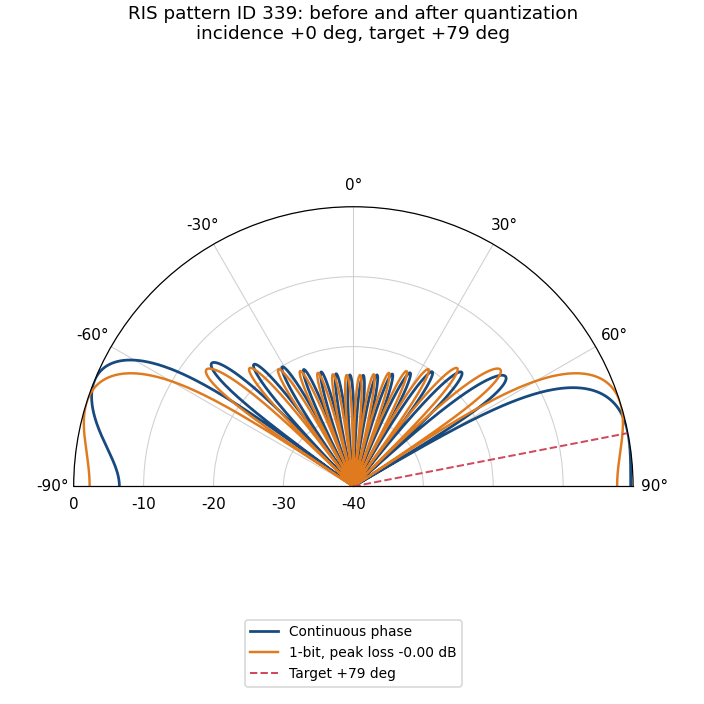 RIS pattern ID 339: before and after quantization
incidence +0 deg, target +79 deg
0°
-30°
30°
-60°
60°
-90°
90°
0
-10
-20
-30
-40
Continuous phase
1-bit, peak loss -0.00 dB
Target +79 deg